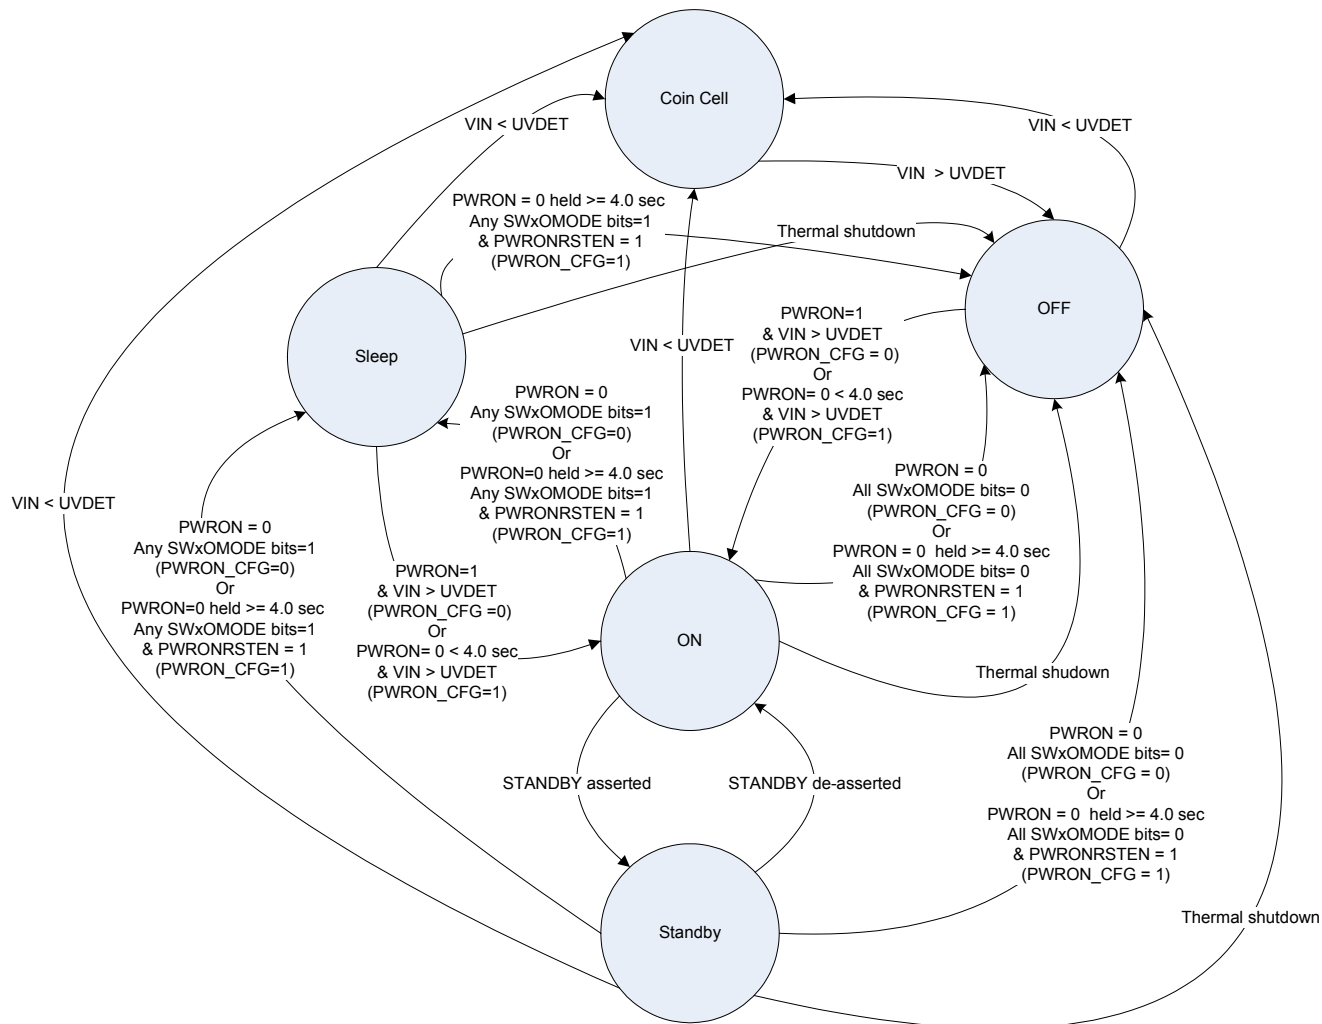 Coin Cell
VIN < UVDET
VIN < UVDET
VIN  > UVDET
PWRON = 0 held >= 4.0 sec
Any SWxOMODE bits=1
& PWRONRSTEN = 1
(PWRON_CFG=1)
Thermal shutdown
OFF
Sleep
PWRON=1
& VIN > UVDET
(PWRON_CFG = 0)
Or
PWRON= 0 < 4.0 sec
& VIN > UVDET
(PWRON_CFG=1)
VIN < UVDET
PWRON = 0
Any SWxOMODE bits=1
(PWRON_CFG=0)
Or
PWRON=0 held >= 4.0 sec
Any SWxOMODE bits=1
& PWRONRSTEN = 1
(PWRON_CFG=1)
PWRON = 0
All SWxOMODE bits= 0
(PWRON_CFG = 0)
Or
PWRON = 0  held >= 4.0 sec
All SWxOMODE bits= 0
& PWRONRSTEN = 1
(PWRON_CFG = 1)
VIN < UVDET
PWRON = 0
Any SWxOMODE bits=1
(PWRON_CFG=0)
Or
PWRON=0 held >= 4.0 sec
Any SWxOMODE bits=1
& PWRONRSTEN = 1
(PWRON_CFG=1)
PWRON=1
& VIN > UVDET
(PWRON_CFG =0)
Or
PWRON= 0 < 4.0 sec
& VIN > UVDET
(PWRON_CFG=1)
ON
Thermal shudown
STANDBY asserted
STANDBY de-asserted
PWRON = 0
All SWxOMODE bits= 0
(PWRON_CFG = 0)
Or
PWRON = 0  held >= 4.0 sec
All SWxOMODE bits= 0
& PWRONRSTEN = 1
(PWRON_CFG = 1)
Standby
Thermal shutdown